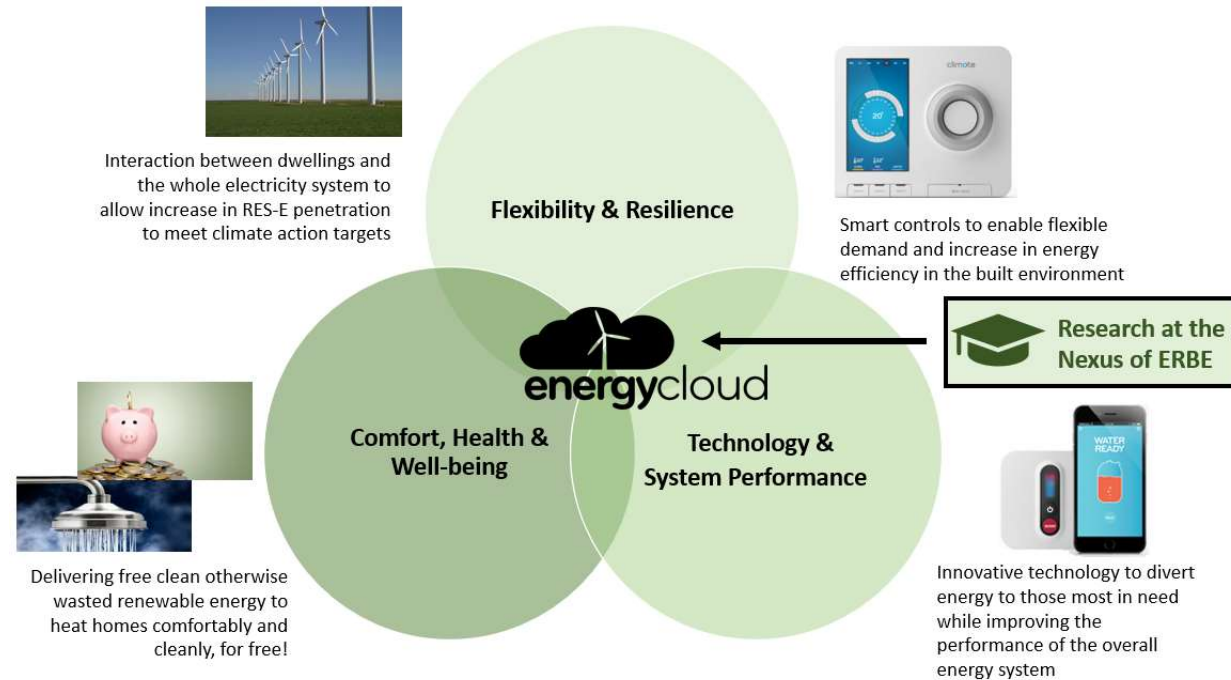 Interaction between dwellings and
the whole electricity system to
allow increase in RES-E penetration
to meet climate action targets
Flexibility & Resilience
climote
20°
Smart controls to enable flexible
demand and increase in energy
efficiency in the built environment
Research at the
Nexus of ERBE
energycloud
Comfort, Health &
Well-being
Technology &
System Performance
WATER
READY
Delivering free clean otherwise
wasted renewable energy to
heat homes comfortably and
cleanly, for free!
Innovative technology to divert
energy to those most in need
while improving the
performance of the overall
energy system